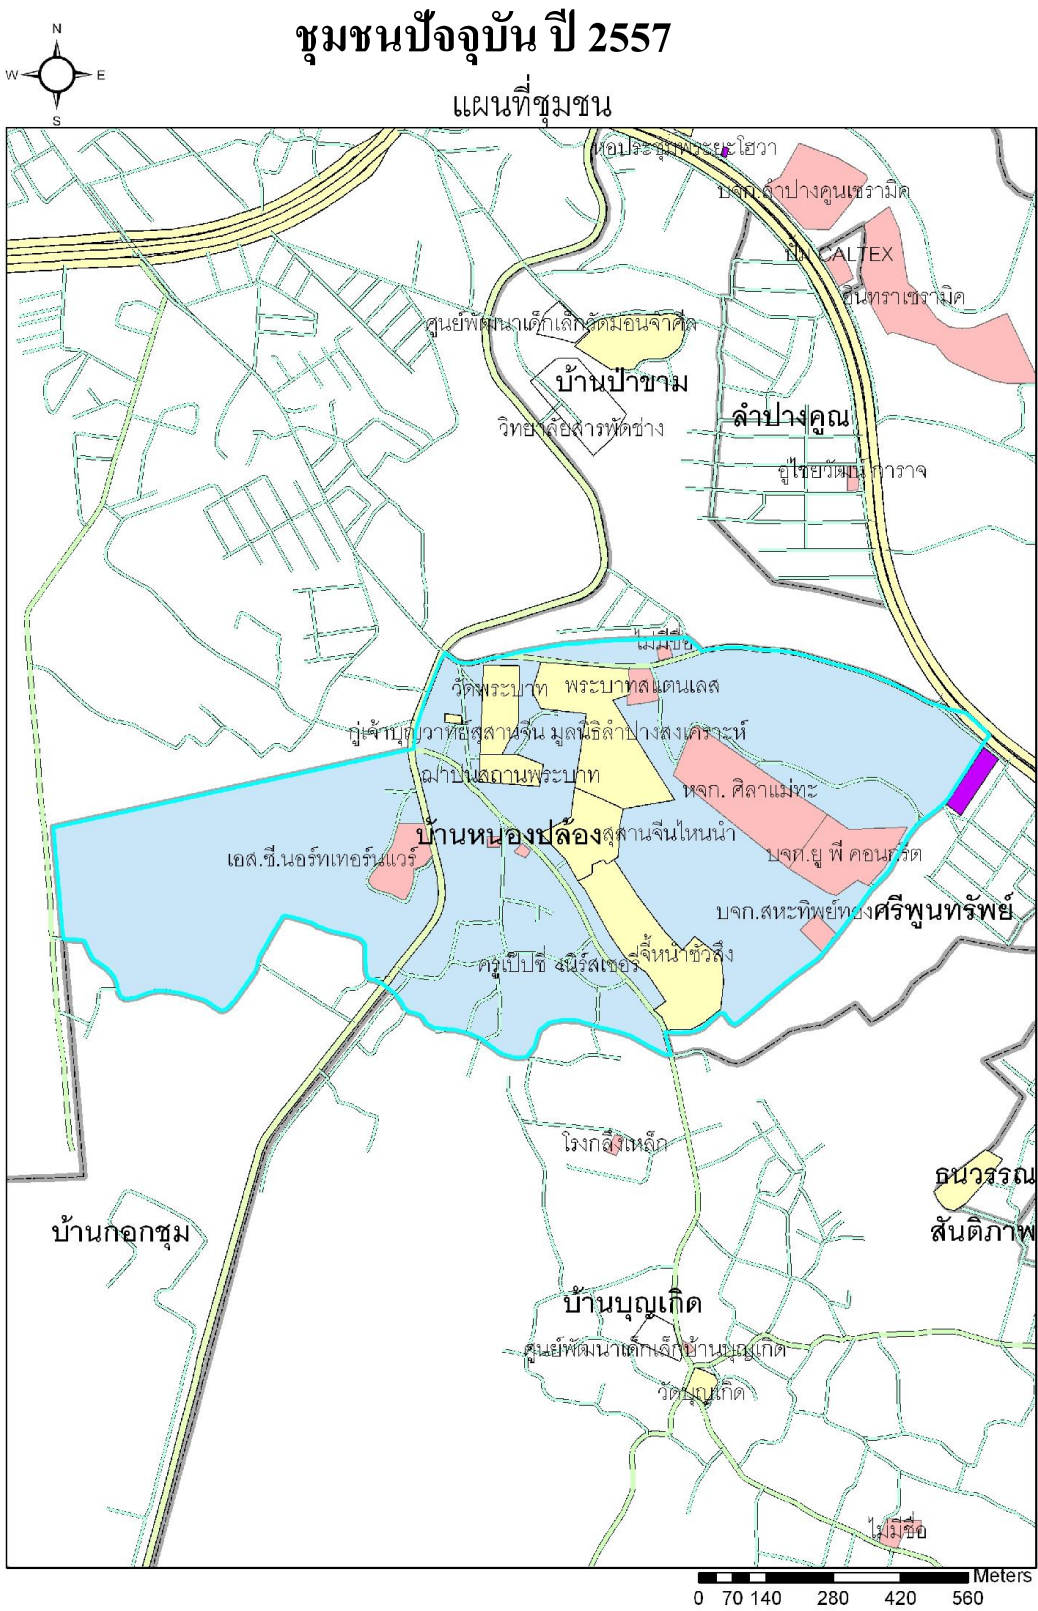 ชุมชนปัจจุบัน ปี 2557
N
W E
S
แผนที่ชุมชน
หอประชุมพระยะโฮวา
บจก.ลำปางคูนเซรามิค
ปั๊ม CALTEX
อินทราเซรามิค
ศูนย์พัฒนาเด็กเล็กวัดม่อนจำศีล
บ้านป่าขาม
ลำปางคูณ
วิทยาลัยสารพัดช่าง
อู่ไชยวัฒน์ การาจ
ไม่มีชื่อ
วัดพระบาท พระบาทสแตนเลส
กู่เจ้าบุญวาทย์สุสานจีน มูลนิธิลำปางสงเคราะห์
ฌาปนสถานพระบาท
หจก. ศิลาแม่ทะ
บ้านหนองปล้อง สุสานจีนไหหนำ
เอส.ซี.นอร์ทเทอร์นแวร์
บจก.ยู พี คอนกรีต
บจก.สหะทิพย์ทอง ศรีพูนทรัพย์
ครูเป๊ปซี่ เนิร์สเซอรี่ จี้หนำซัวสึง
โรงกลึงเหล็ก
ธนวรรณ
บ้านกอกชุม
สันติภาพ
บ้านบุญเกิด
ศูนย์พัฒนาเด็กเล็กบ้านบุญเกิด
วัดบุญเกิด
ไม่มีชื่อ
Meters
0 70 140 280 420 560